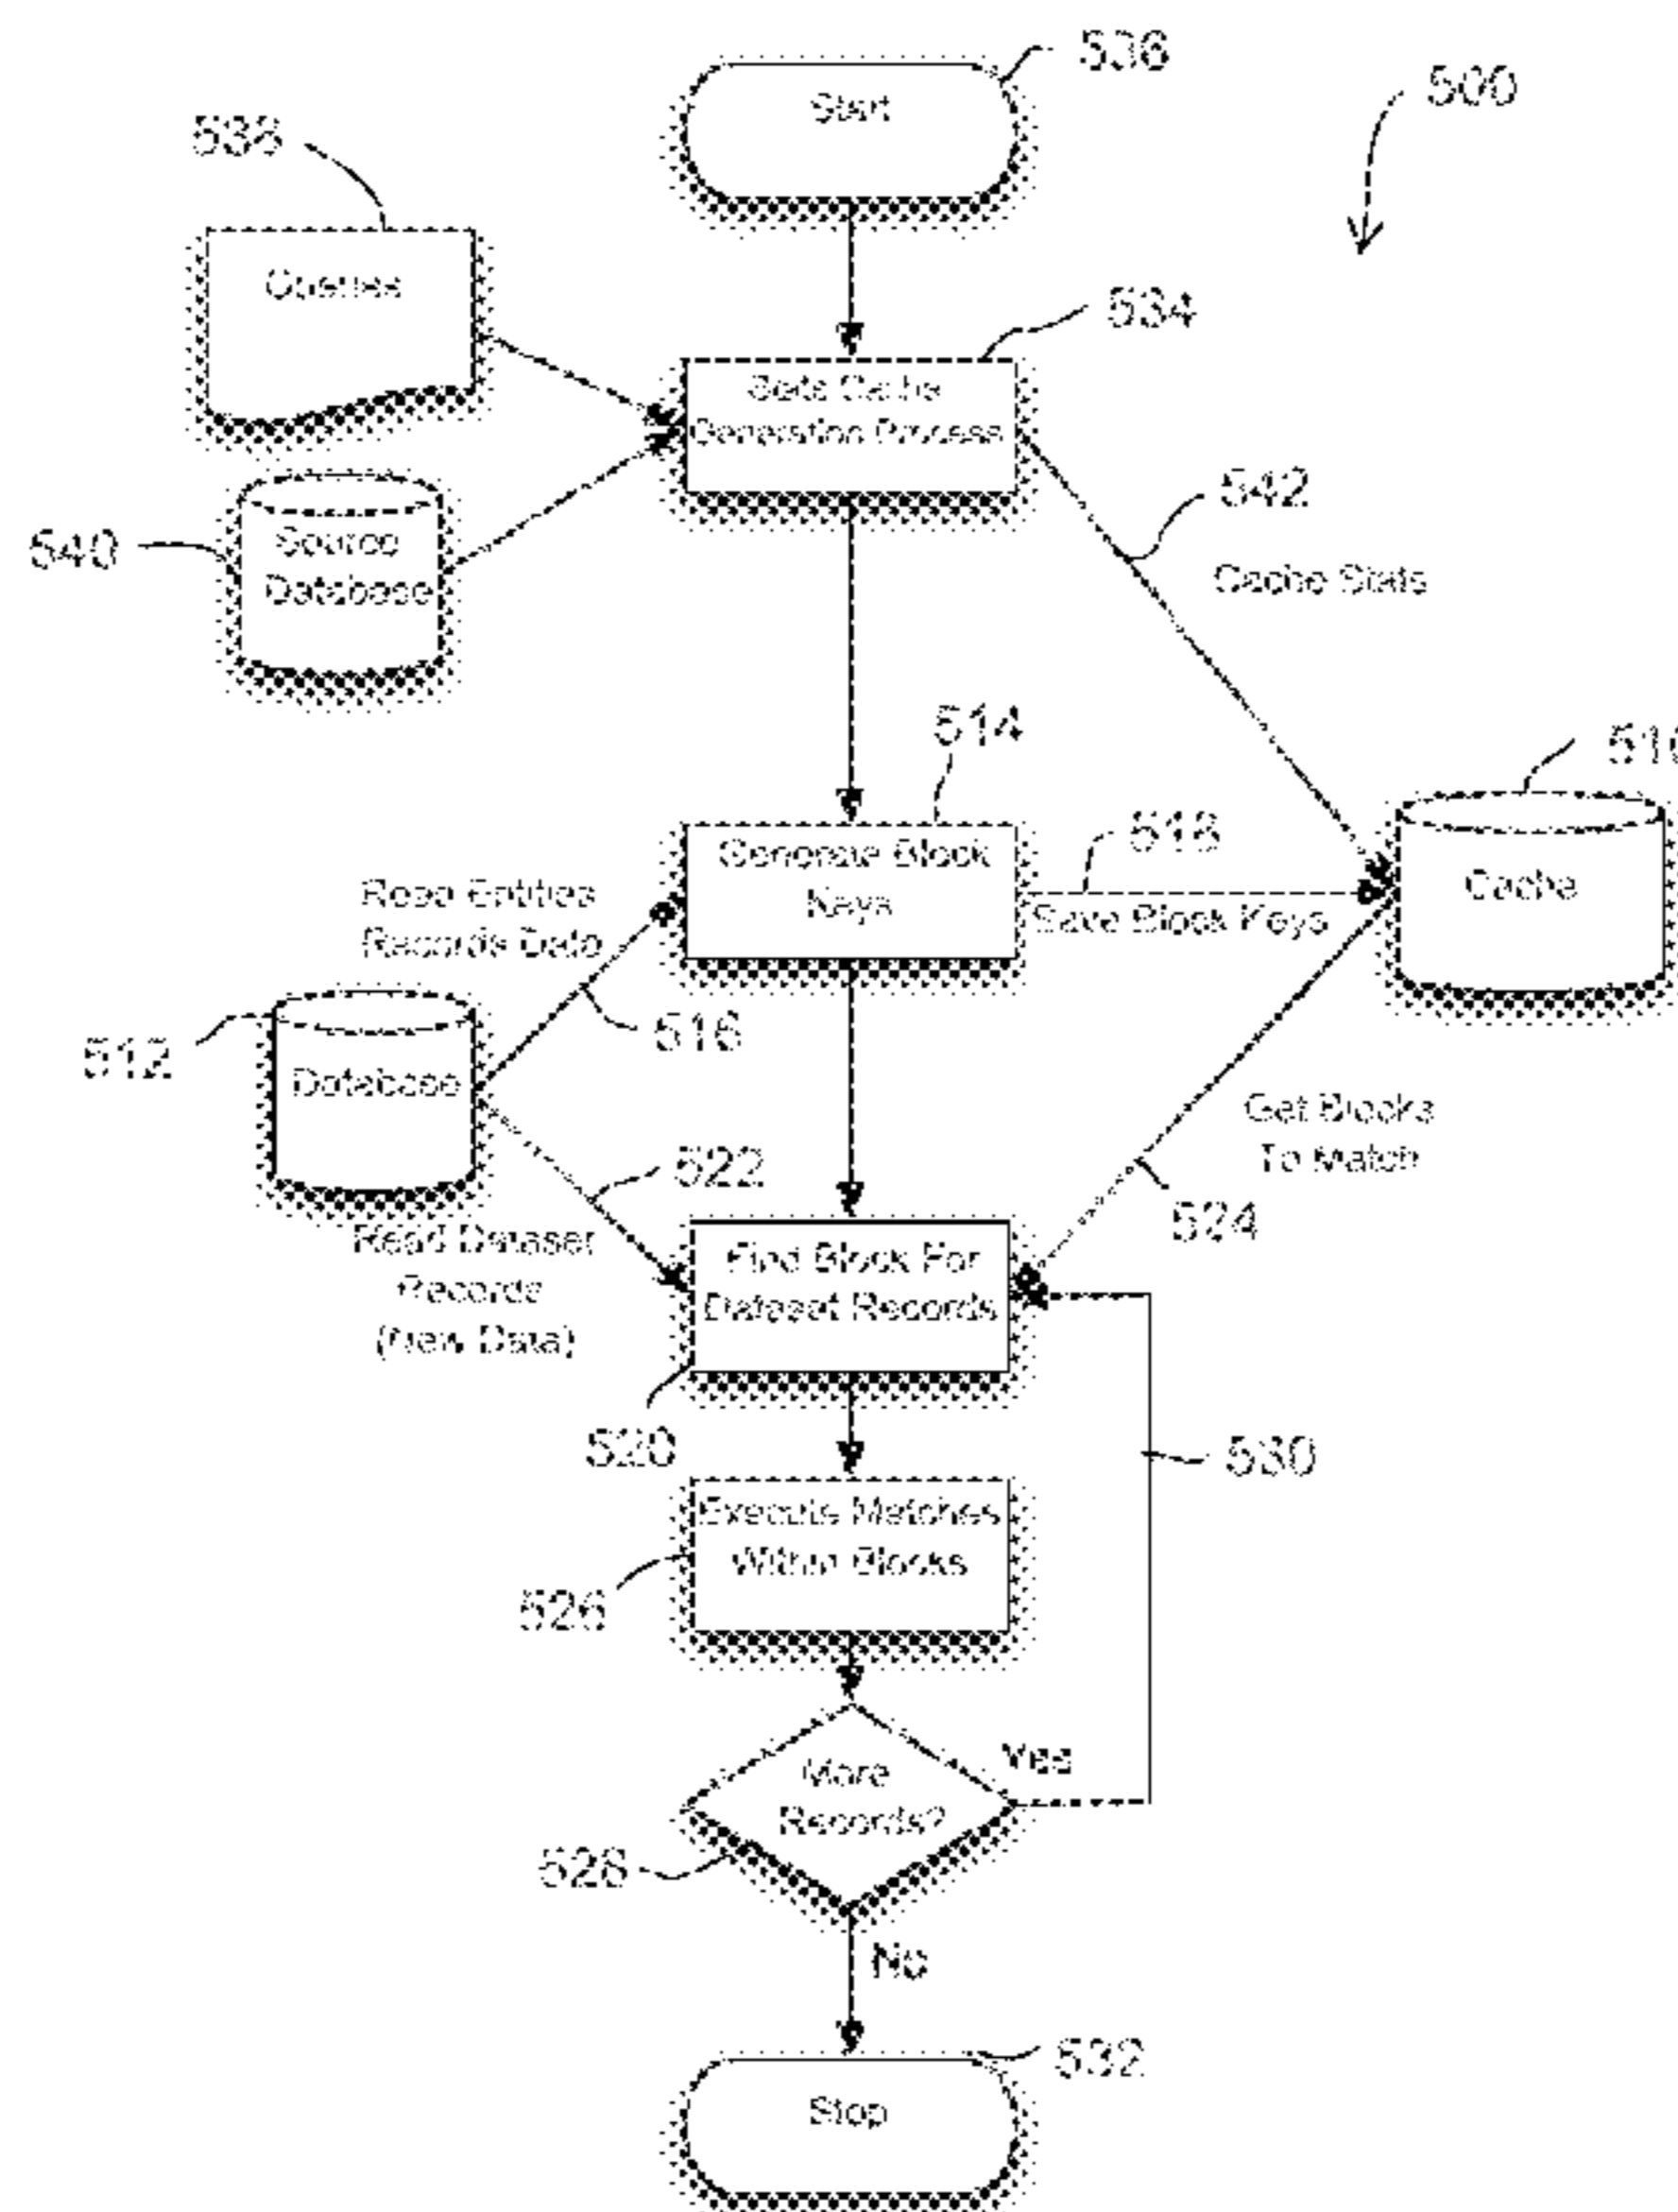 536
Start
500
538
Queries
534
Stats Cache
Generation Process
542
Source
Database
540
Cache Stats
514
510
Generate Block
Keys
518
Save Block Keys
Cache
Read Entities
Records Data
516
512
Database
Get Blocks
To Match
522
524
Read Dataset
Records
(New Data)
Find Block For
Dataset Records
520
530
Execute Matches
Within Blocks
526
More
Records?
Yes
528
No
532
Stop